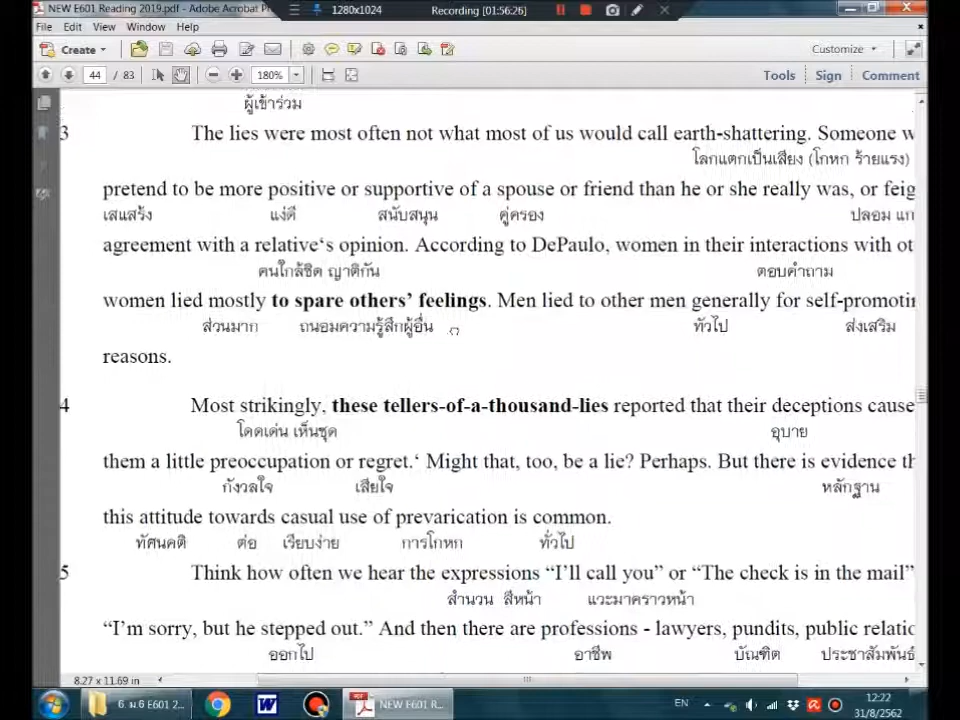 NEW E601 Reading 2019.pdf - Adobe Acrobat P
1280x1024
Recording (01:56:26)
File Edit View Window Help
Create
Customize
44 / 83
180%
Tools Sign Comment
ผู้เข้าร่วม
3 The lies were most often not what most of us would call earth-shattering. Someone w
โลกแตกเป็นเสี่ยง (โกหก ร้ายแรง)
pretend to be more positive or supportive of a spouse or friend than he or she really was, or feig
เสแสร้ง แง่ดี สนับสนุน คู่ครอง ปลอม แก
agreement with a relative‘s opinion. According to DePaulo, women in their interactions with ot
คนใกล้ชิด ญาติกัน ตอบคำถาม
women lied mostly to spare others’ feelings. Men lied to other men generally for self-promotin
ส่วนมาก ถนอมความรู้สึกผู้อื่น ทั่วไป ส่งเสริม
reasons.
4 Most strikingly, these tellers-of-a-thousand-lies reported that their deceptions cause
โดดเด่น เห็นชุด อุบาย
them a little preoccupation or regret.‘ Might that, too, be a lie? Perhaps. But there is evidence th
กังวลใจ เสียใจ หลักฐาน
this attitude towards casual use of prevarication is common.
ทัศนคติ ต่อ เรียบง่าย การโกหก ทั่วไป
5 Think how often we hear the expressions “I’ll call you” or “The check is in the mail”
สำนวน สีหน้า แวะมาคราวหน้า
“I’m sorry, but he stepped out.” And then there are professions - lawyers, pundits, public relatio
ออกไป อาชีพ บัณฑิต ประชาสัมพันธ์
8.27 x 11.69 in
6. ม.6 E601 2...
NEW E601 R...
EN
12:22
31/8/2562